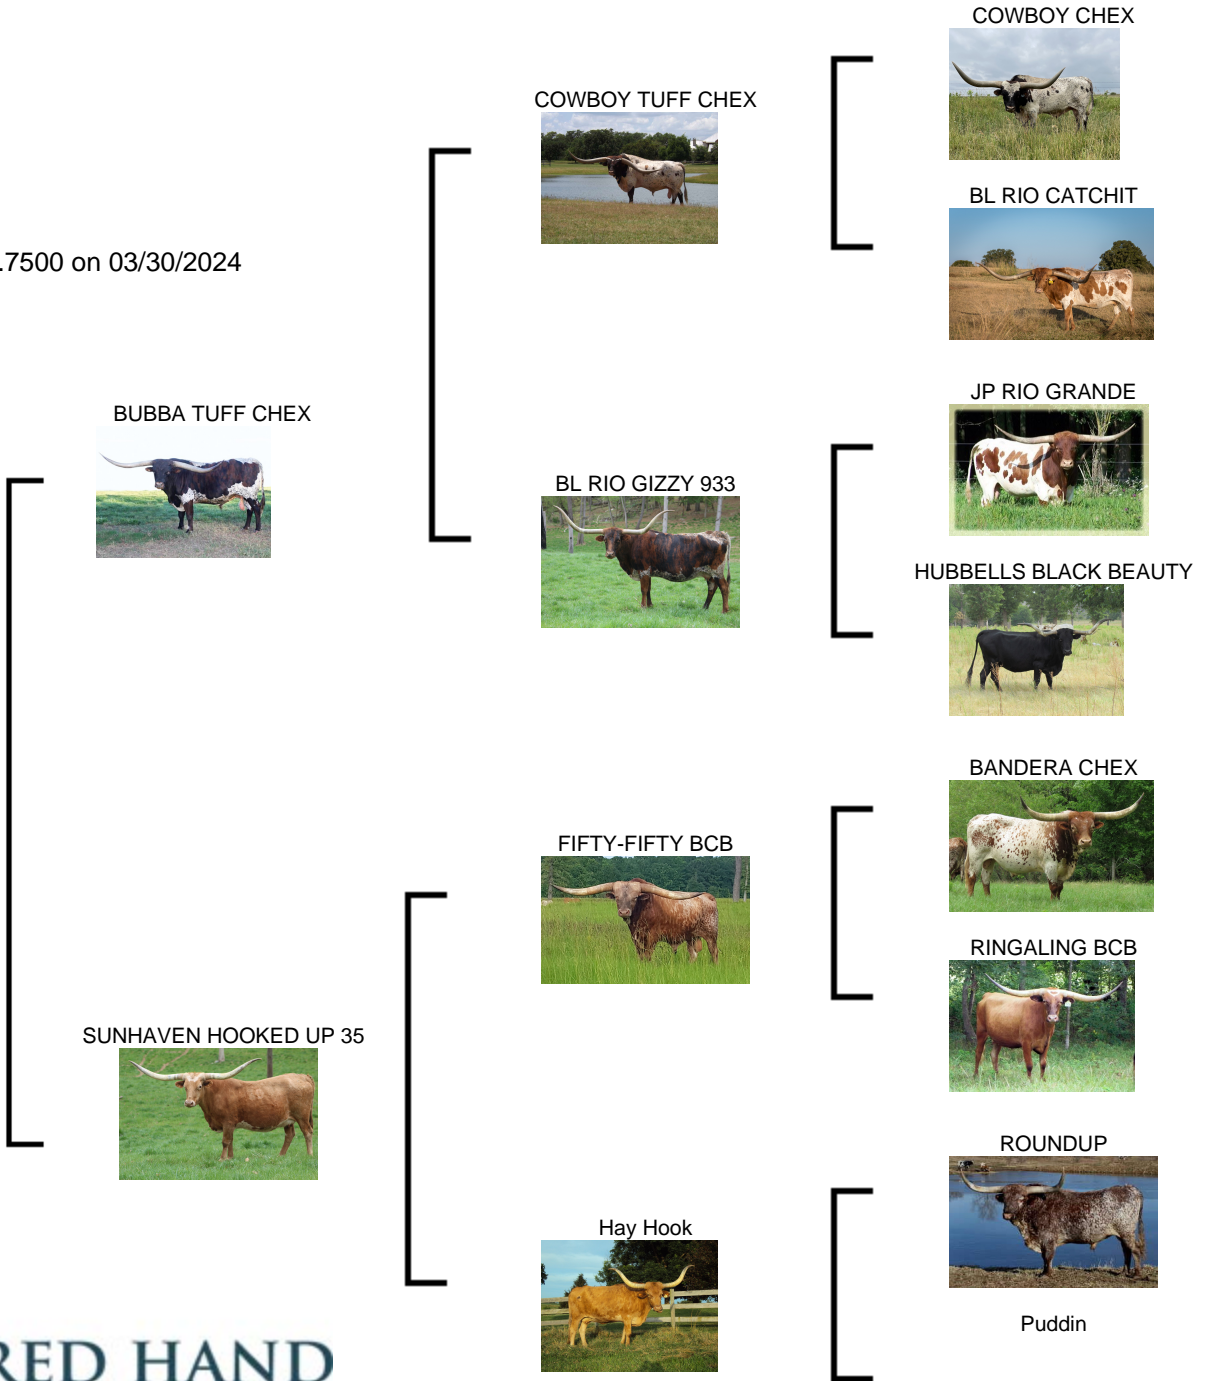 COWBOY CHEX
COWBOY TUFF CHEX
BL RIO CATCHIT
.7500 on 03/30/2024
JP RIO GRANDE
BUBBA TUFF CHEX
BL RIO GIZZY 933
HUBBELLS BLACK BEAUTY
BANDERA CHEX
FIFTY-FIFTY BCB
RINGALING BCB
SUNHAVEN HOOKED UP 35
ROUNDUP
Hay Hook
Puddin
RED HAND